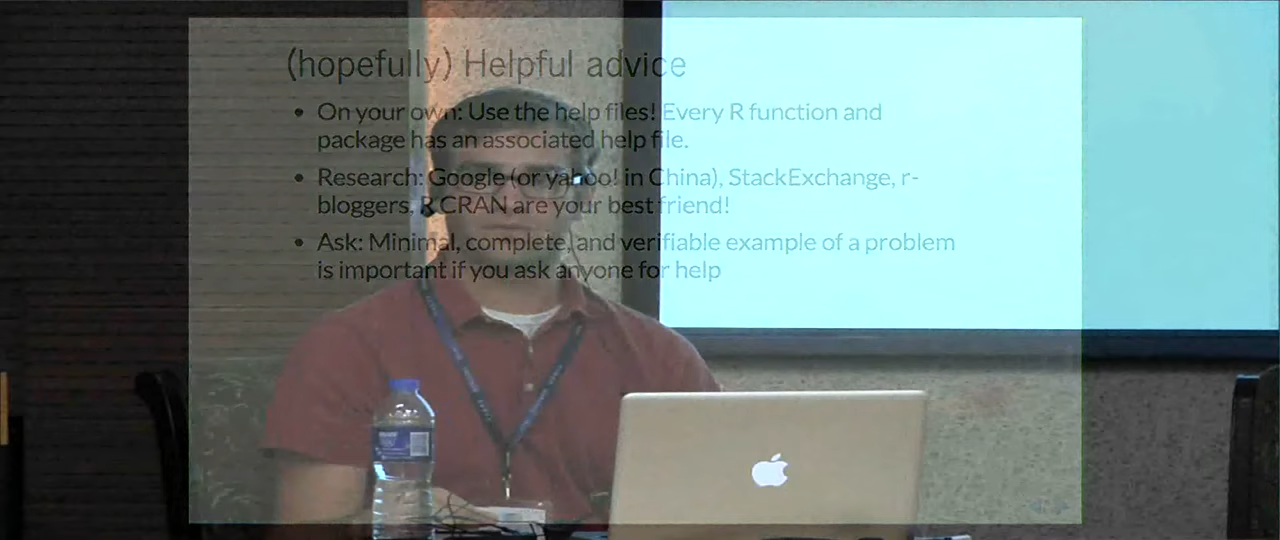 (hopefully) Helpful advice
• On your own: Use the help files! Every R function and
package has an associated help file.
• Research: Google (or yahoo! in China), StackExchange, r-
bloggers, R CRAN are your best friend!
• Ask: Minimal, complete, and verifiable example of a problem
is important if you ask anyone for help